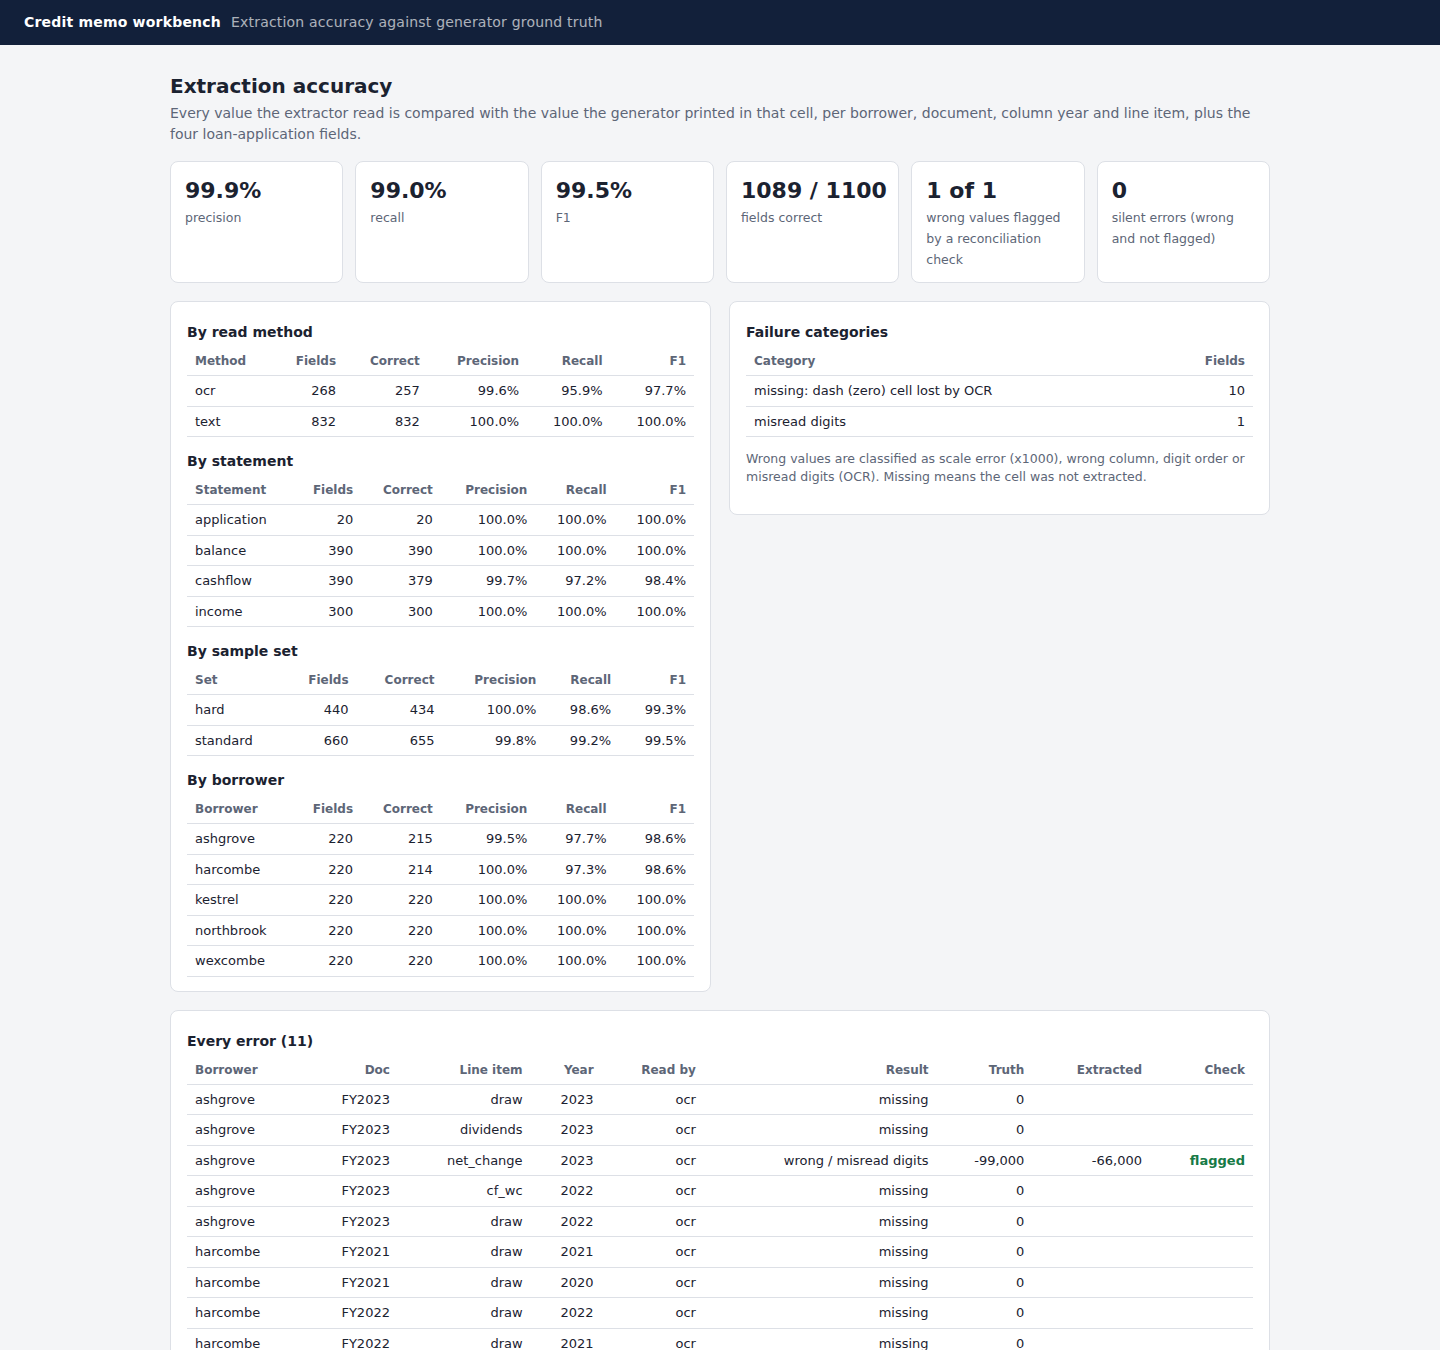 Credit memo workbench Extraction accuracy against generator ground truth
Extraction accuracy
Every value the extractor read is compared with the value the generator printed in that cell, per borrower, document, column year and line item, plus the
four loan-application fields.
99.9%
precision
99.0%
recall
99.5%
F1
1089 / 1100
fields correct
1 of 1
wrong values flagged
by a reconciliation
check
0
silent errors (wrong
and not flagged)
By read method
Method Fields Correct Precision Recall F1
ocr 268 257 99.6% 95.9% 97.7%
text 832 832 100.0% 100.0% 100.0%
By statement
Statement Fields Correct Precision Recall F1
application 20 20 100.0% 100.0% 100.0%
balance 390 390 100.0% 100.0% 100.0%
cashflow 390 379 99.7% 97.2% 98.4%
income 300 300 100.0% 100.0% 100.0%
By sample set
Set Fields Correct Precision Recall F1
hard 440 434 100.0% 98.6% 99.3%
standard 660 655 99.8% 99.2% 99.5%
By borrower
Borrower Fields Correct Precision Recall F1
ashgrove 220 215 99.5% 97.7% 98.6%
harcombe 220 214 100.0% 97.3% 98.6%
kestrel 220 220 100.0% 100.0% 100.0%
northbrook 220 220 100.0% 100.0% 100.0%
wexcombe 220 220 100.0% 100.0% 100.0%
Failure categories
Category Fields
missing: dash (zero) cell lost by OCR 10
misread digits 1
Wrong values are classified as scale error (x1000), wrong column, digit order or
misread digits (OCR). Missing means the cell was not extracted.
Every error (11)
Borrower Doc Line item Year Read by Result Truth Extracted Check
ashgrove FY2023 draw 2023 ocr missing 0
ashgrove FY2023 dividends 2023 ocr missing 0
ashgrove FY2023 net_change 2023 ocr wrong / misread digits -99,000 -66,000 flagged
ashgrove FY2023 cf_wc 2022 ocr missing 0
ashgrove FY2023 draw 2022 ocr missing 0
harcombe FY2021 draw 2021 ocr missing 0
harcombe FY2021 draw 2020 ocr missing 0
harcombe FY2022 draw 2022 ocr missing 0
harcombe FY2022 draw 2021 ocr missing 0